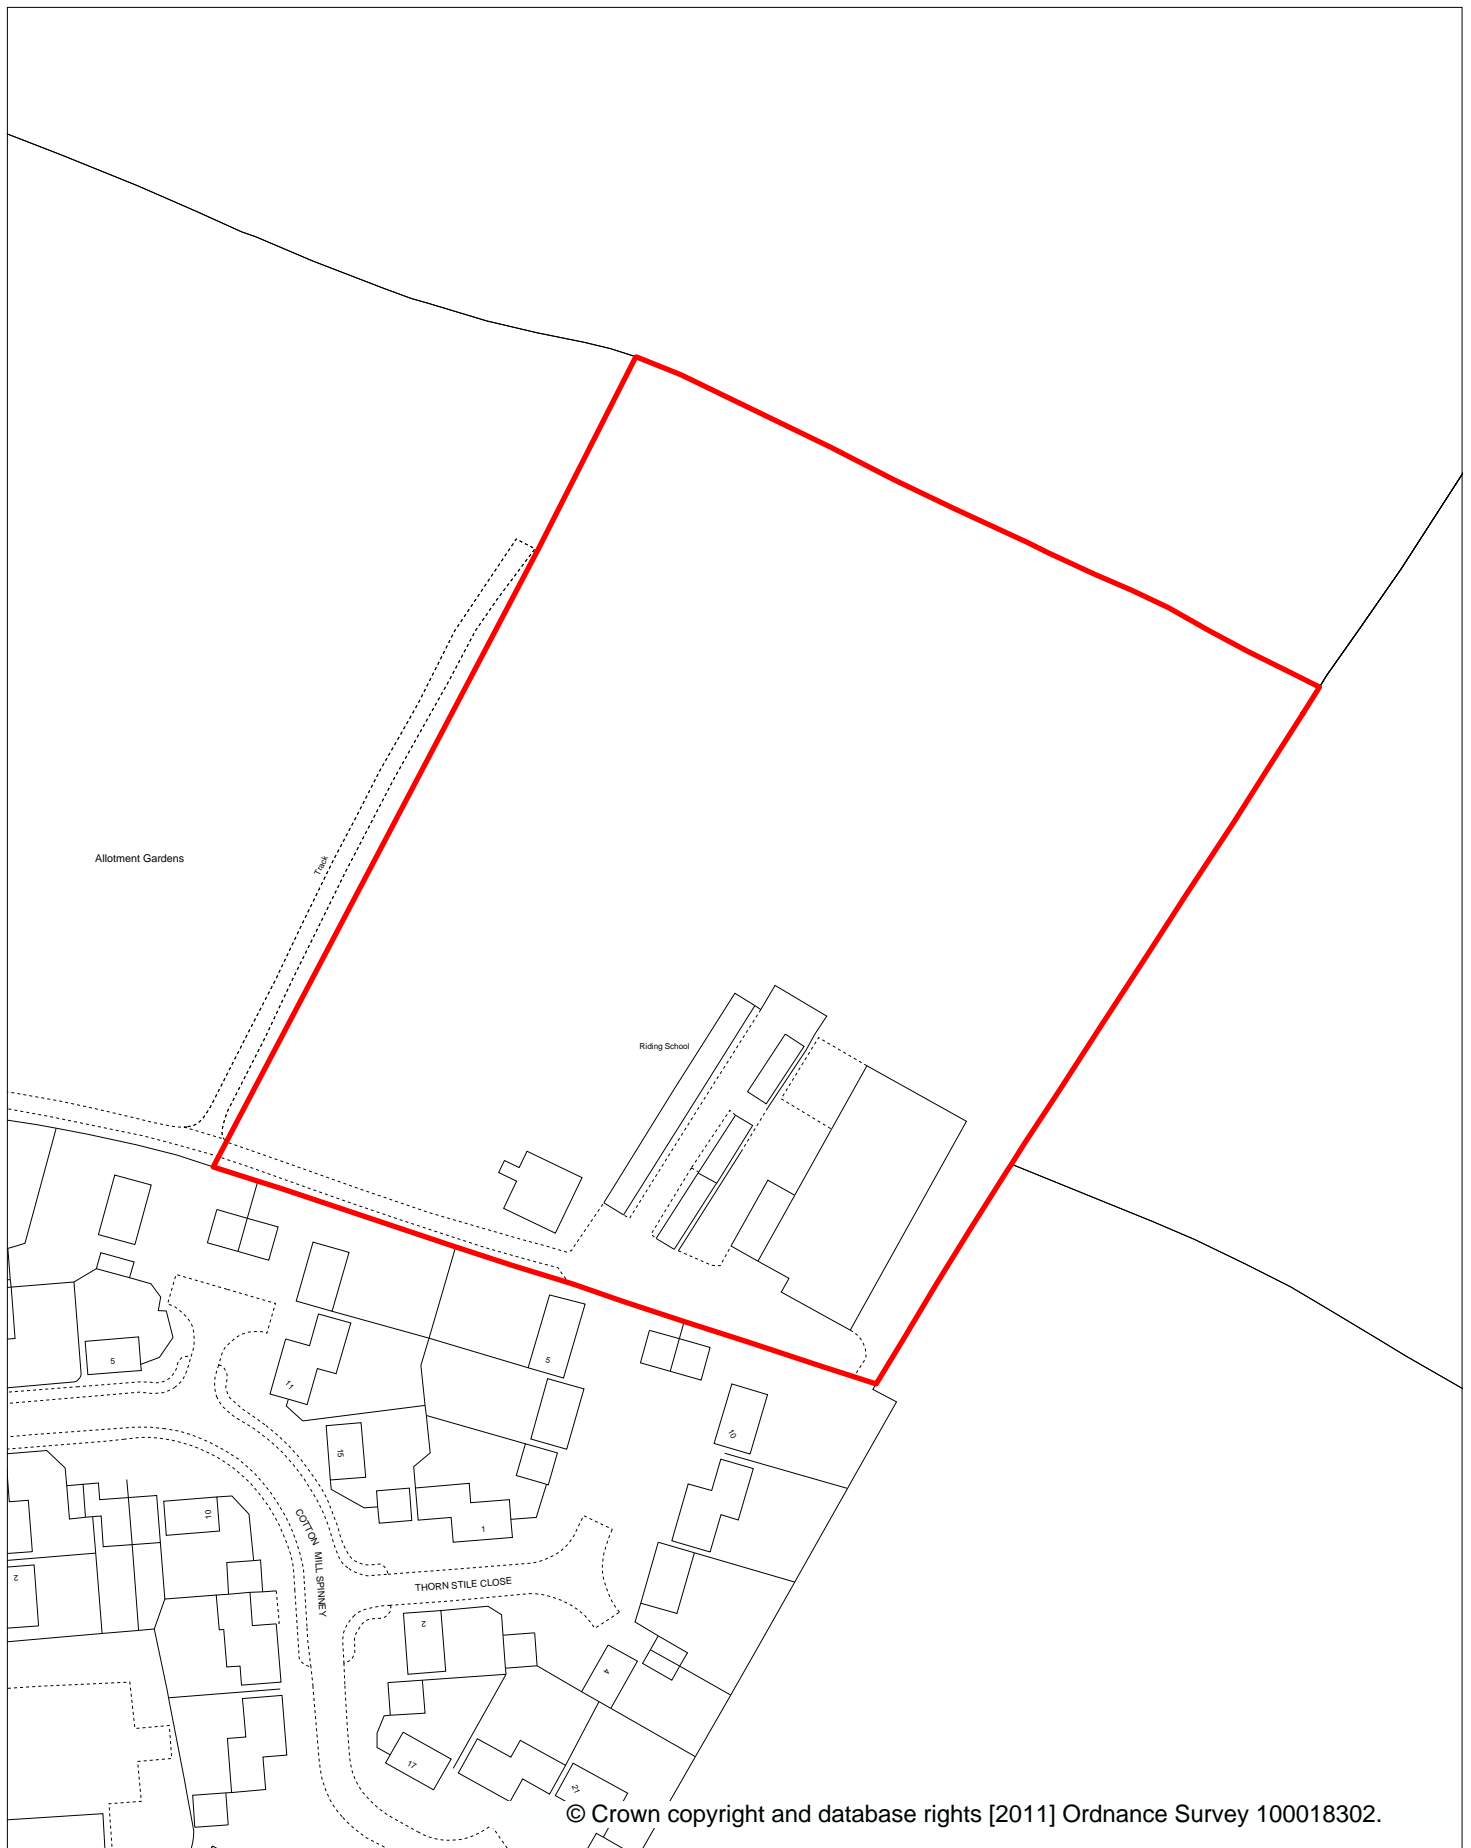 Allotment Gardens
Track
Riding School
5
11
5
15
10
10
1
COTTON MILL SPINNEY
THORN STILE CLOSE
2
2
4
17
21
© Crown copyright and database rights [2011] Ordnance Survey 100018302.